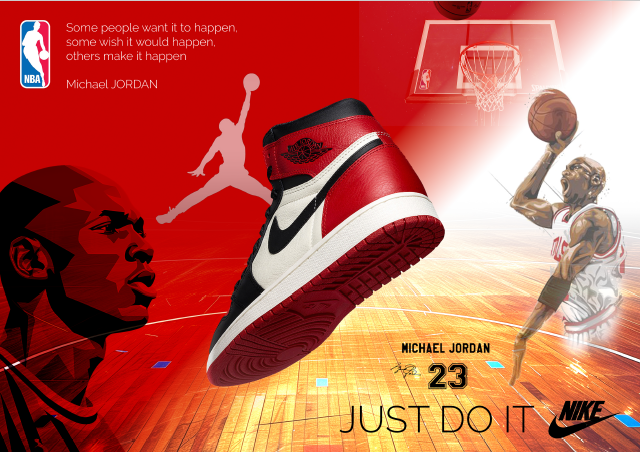 Some people want it to happen,
some wish it would happen,
others make it happen
Michael JORDAN
NBA
MICHAEL JORDAN
23
JUST DO IT
NIKE